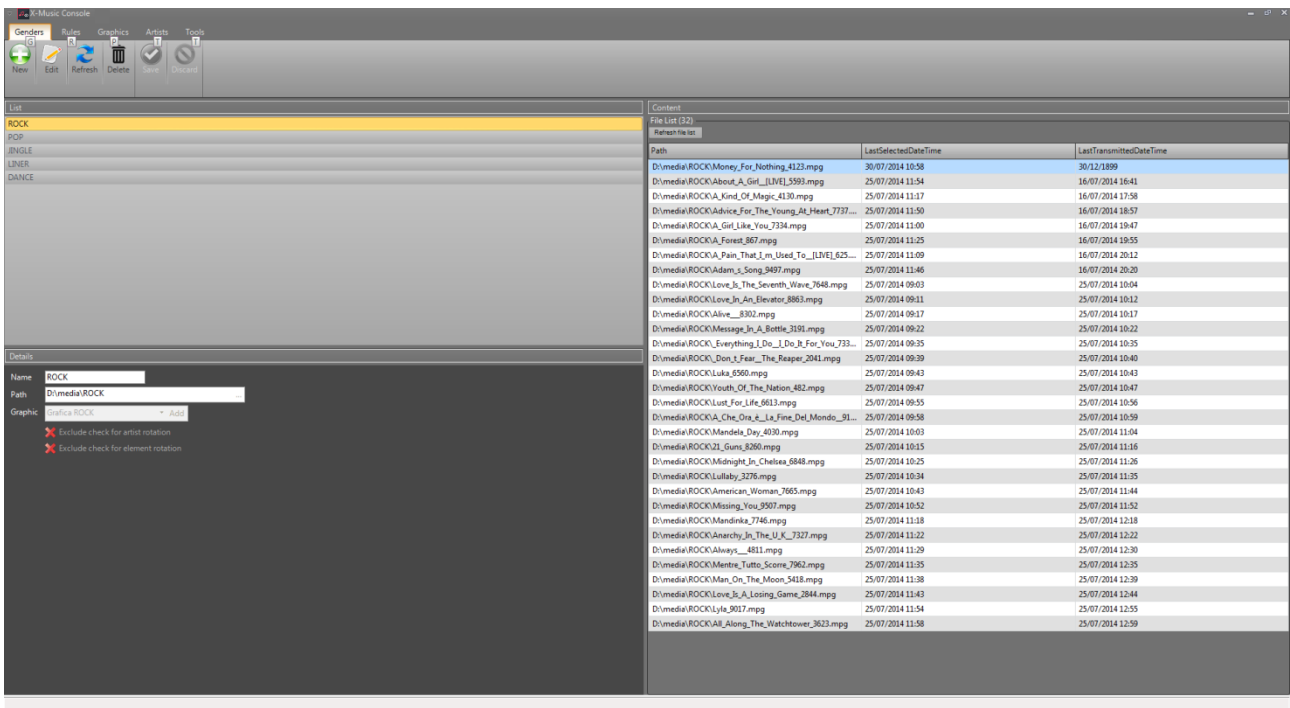 X-Music Console
Genders Rules Graphics Artists Tools
G R P T T
New Edit Refresh Delete Save Discard
List
ROCK
POP
JINGLE
LINER
DANCE
Details
Name ROCK
Path D:\media\ROCK ...
Graphic Grafica ROCK Add
Exclude check for artist rotation
Exclude check for element rotation
Content
File List (32)
Refresh file list
Path LastSelectedDateTime LastTransmittedDateTime
D:\media\ROCK\Money_For_Nothing_4123.mpg 30/07/2014 10:58 30/12/1899
D:\media\ROCK\About_A_Girl__[LIVE]_5593.mpg 25/07/2014 11:54 16/07/2014 16:41
D:\media\ROCK\A_Kind_Of_Magic_4130.mpg 25/07/2014 11:17 16/07/2014 17:58
D:\media\ROCK\Advice_For_The_Young_At_Heart_7737.... 25/07/2014 11:50 16/07/2014 18:57
D:\media\ROCK\A_Girl_Like_You_7334.mpg 25/07/2014 11:00 16/07/2014 19:47
D:\media\ROCK\A_Forest_867.mpg 25/07/2014 11:25 16/07/2014 19:55
D:\media\ROCK\A_Pain_That_I_m_Used_To__[LIVE]_625.... 25/07/2014 11:09 16/07/2014 20:12
D:\media\ROCK\Adam_s_Song_9497.mpg 25/07/2014 11:46 16/07/2014 20:20
D:\media\ROCK\Love_Is_The_Seventh_Wave_7648.mpg 25/07/2014 09:03 25/07/2014 10:04
D:\media\ROCK\Love_In_An_Elevator_8863.mpg 25/07/2014 09:11 25/07/2014 10:12
D:\media\ROCK\Alive__8302.mpg 25/07/2014 09:17 25/07/2014 10:17
D:\media\ROCK\Message_In_A_Bottle_3191.mpg 25/07/2014 09:22 25/07/2014 10:22
D:\media\ROCK\_Everything_I_Do__I_Do_It_For_You_733... 25/07/2014 09:35 25/07/2014 10:35
D:\media\ROCK\_Don_t_Fear__The_Reaper_2041.mpg 25/07/2014 09:39 25/07/2014 10:40
D:\media\ROCK\Luka_6560.mpg 25/07/2014 09:43 25/07/2014 10:43
D:\media\ROCK\Youth_Of_The_Nation_482.mpg 25/07/2014 09:47 25/07/2014 10:47
D:\media\ROCK\Lust_For_Life_6613.mpg 25/07/2014 09:55 25/07/2014 10:56
D:\media\ROCK\A_Che_Ora_è__La_Fine_Del_Mondo__91... 25/07/2014 09:58 25/07/2014 10:59
D:\media\ROCK\Mandela_Day_4030.mpg 25/07/2014 10:03 25/07/2014 11:04
D:\media\ROCK\21_Guns_8260.mpg 25/07/2014 10:15 25/07/2014 11:16
D:\media\ROCK\Midnight_In_Chelsea_6848.mpg 25/07/2014 10:25 25/07/2014 11:26
D:\media\ROCK\Lullaby_3276.mpg 25/07/2014 10:34 25/07/2014 11:35
D:\media\ROCK\American_Woman_7665.mpg 25/07/2014 10:43 25/07/2014 11:44
D:\media\ROCK\Missing_You_9507.mpg 25/07/2014 10:52 25/07/2014 11:52
D:\media\ROCK\Mandinka_7746.mpg 25/07/2014 11:18 25/07/2014 12:18
D:\media\ROCK\Anarchy_In_The_U_K__7327.mpg 25/07/2014 11:22 25/07/2014 12:22
D:\media\ROCK\Always___4811.mpg 25/07/2014 11:29 25/07/2014 12:30
D:\media\ROCK\Mentre_Tutto_Scorre_7962.mpg 25/07/2014 11:35 25/07/2014 12:35
D:\media\ROCK\Man_On_The_Moon_5418.mpg 25/07/2014 11:38 25/07/2014 12:39
D:\media\ROCK\Love_Is_A_Losing_Game_2844.mpg 25/07/2014 11:43 25/07/2014 12:44
D:\media\ROCK\Lyla_9017.mpg 25/07/2014 11:54 25/07/2014 12:55
D:\media\ROCK\All_Along_The_Watchtower_3623.mpg 25/07/2014 11:58 25/07/2014 12:59